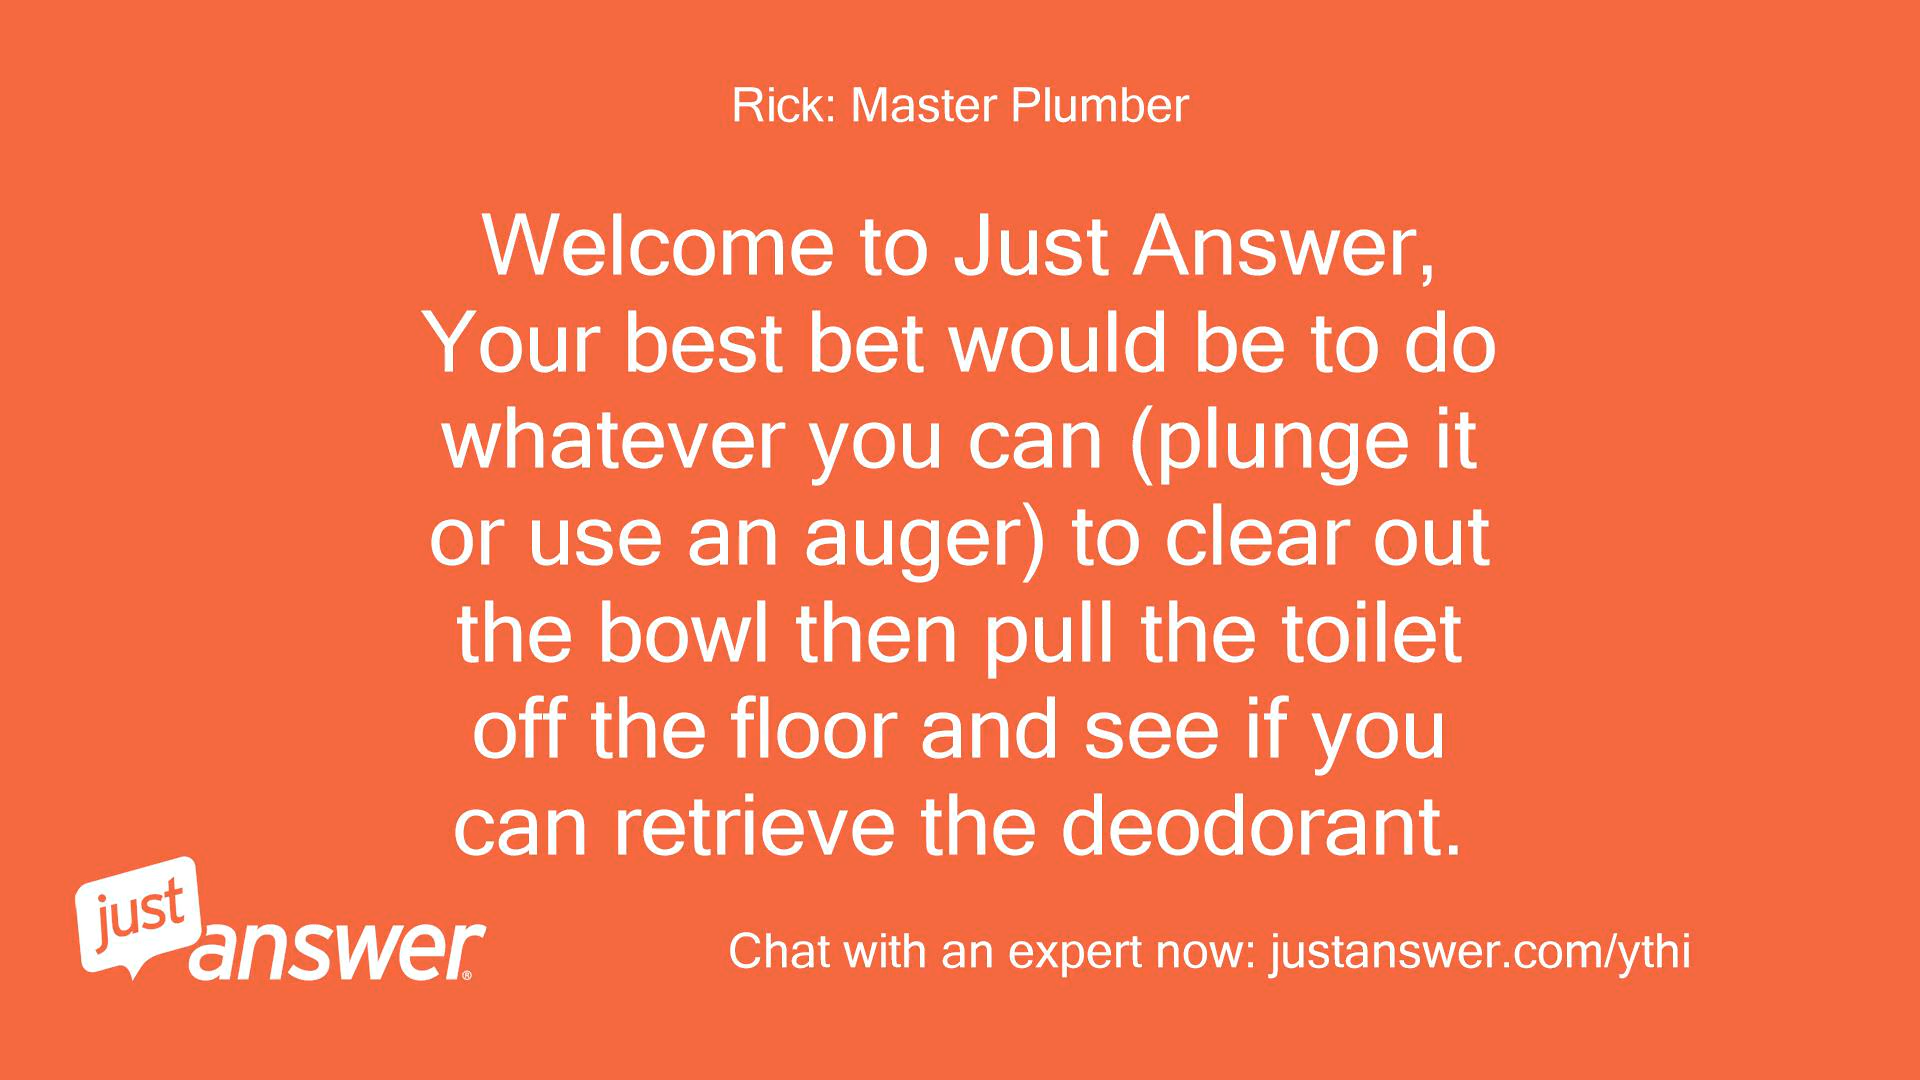 Rick: Master Plumber
Welcome to Just Answer,
Your best bet would be to do
whatever you can (plunge it
or use an auger) to clear out
the bowl then pull the toilet
off the floor and see if you
can retrieve the deodorant.
just
answer®
Chat with an expert now: justanswer.com/ythi